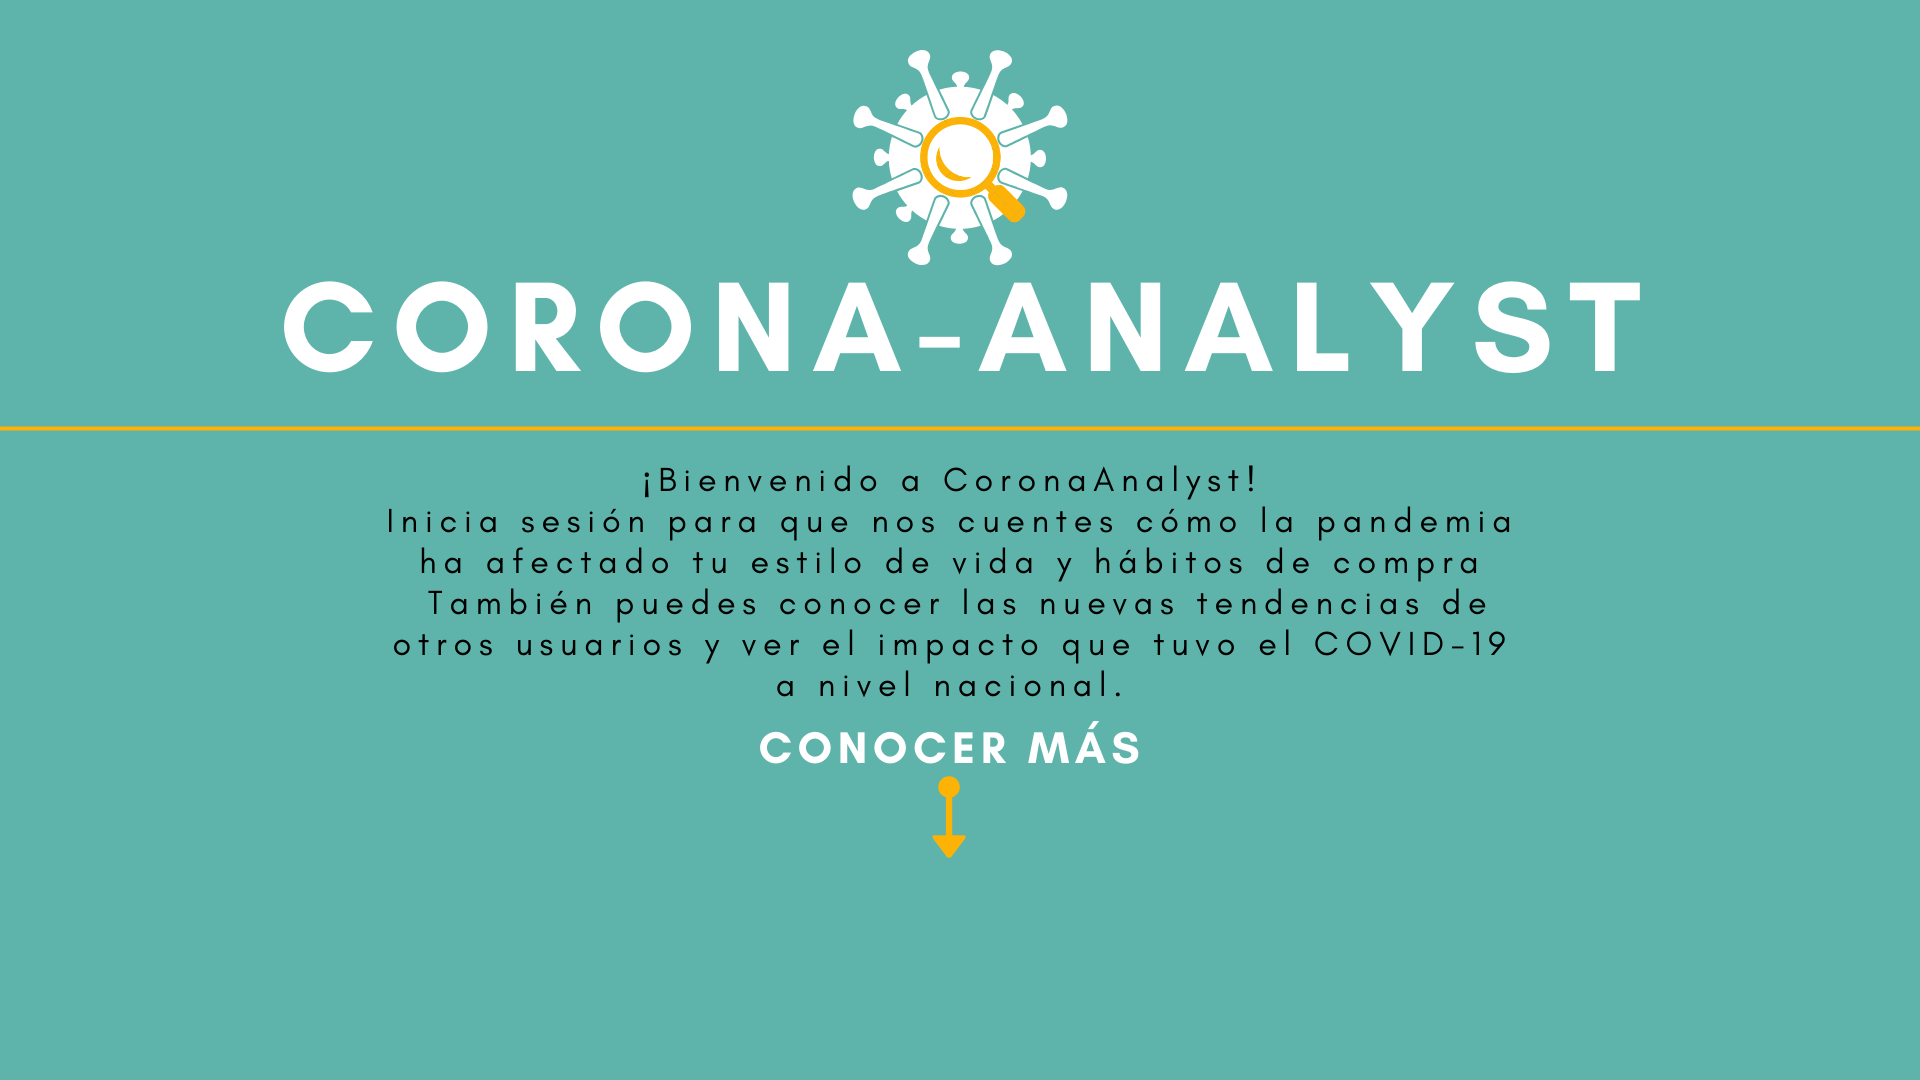 CORONA-ANALYST
¡Bienvenido a CoronaAnalyst!
Inicia sesión para que nos cuentes cómo la pandemia
ha afectado tu estilo de vida y hábitos de compra
También puedes conocer las nuevas tendencias de
otros usuarios y ver el impacto que tuvo el COVID-19
a nivel nacional.
CONOCER MÁS